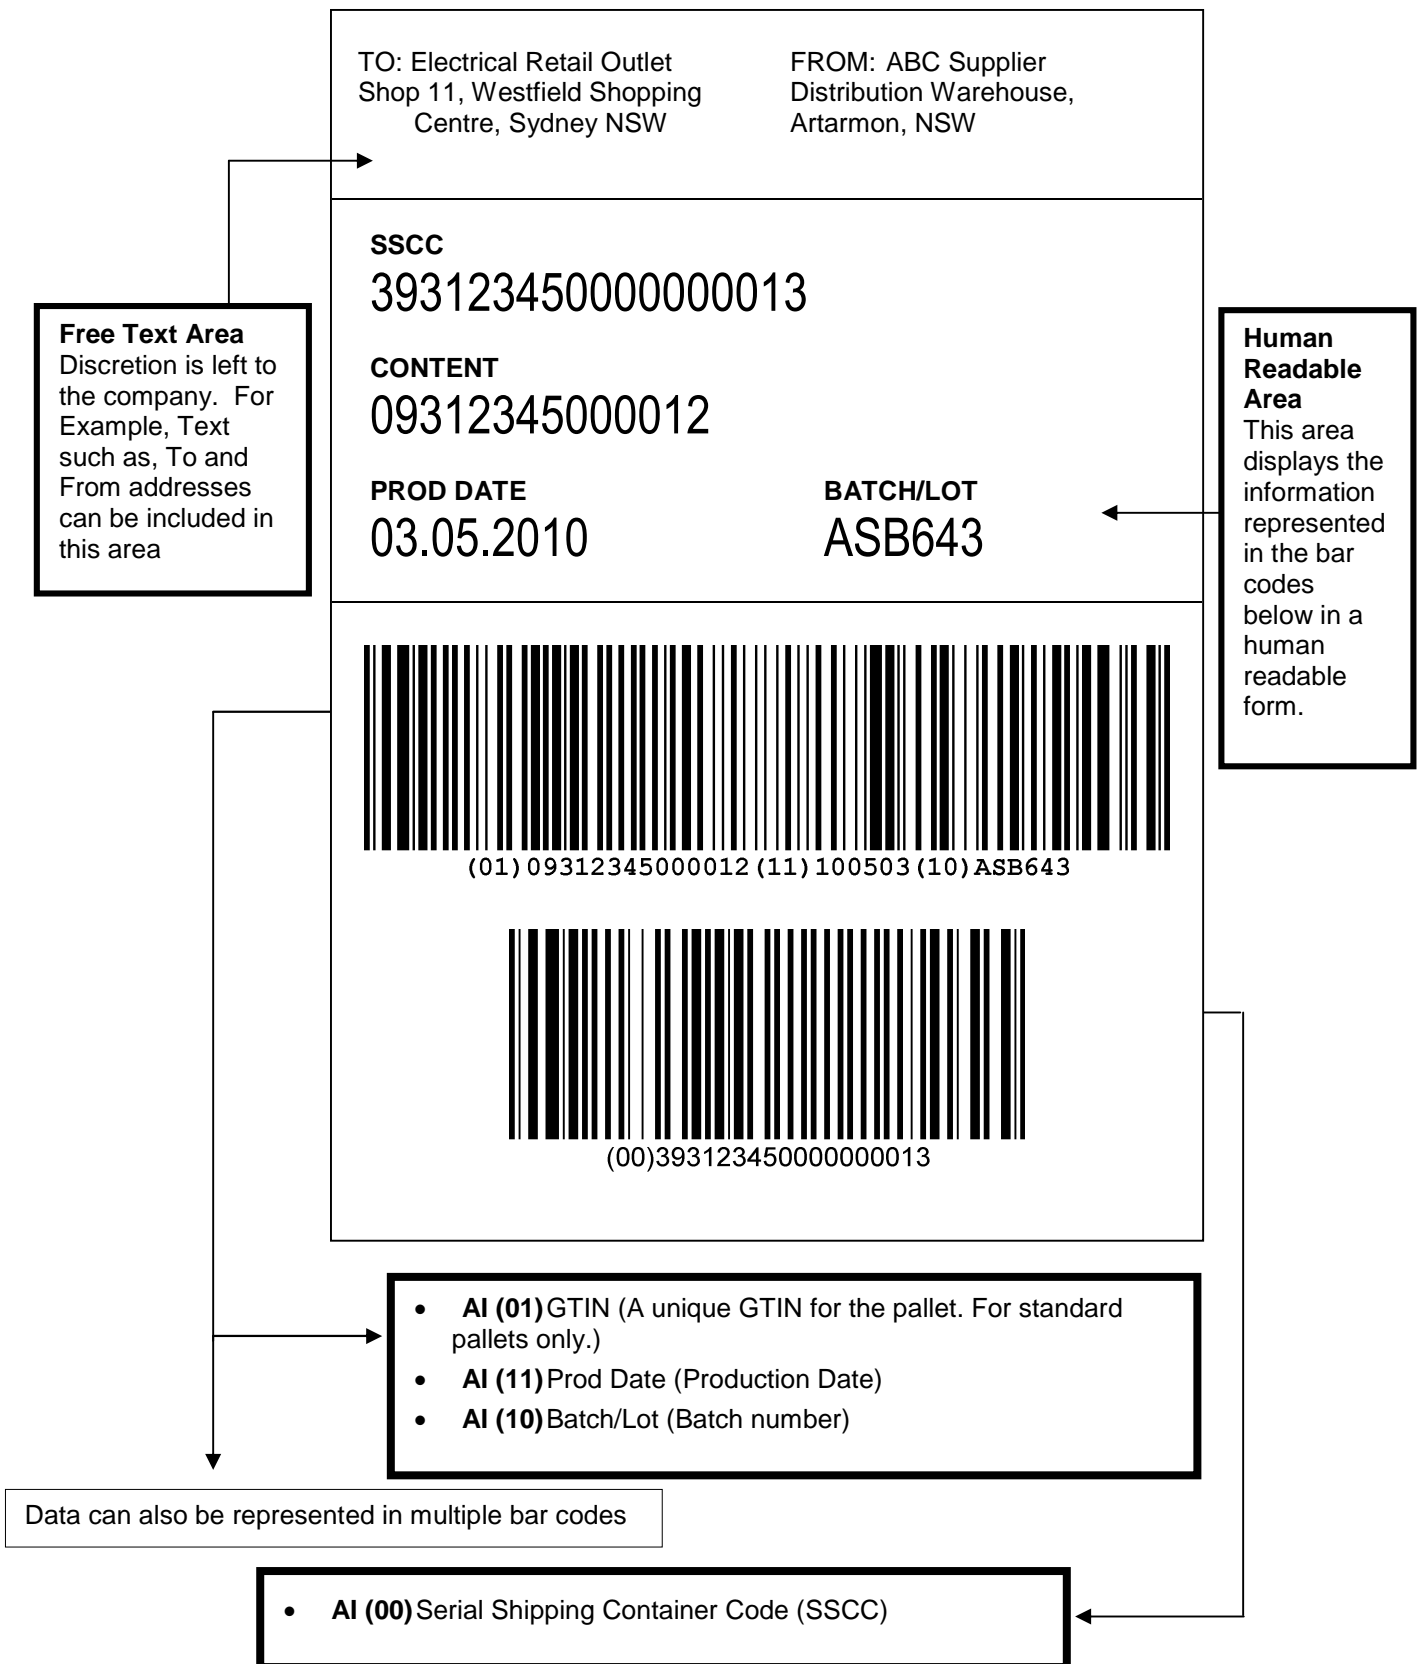 TO: Electrical Retail Outlet
Shop 11, Westfield Shopping
Centre, Sydney NSW
FROM: ABC Supplier
Distribution Warehouse,
Artarmon, NSW
SSCC
393123450000000013
CONTENT
09312345000012
PROD DATE
03.05.2010
BATCH/LOT
ASB643
Free Text Area
Discretion is left to
the company. For
Example, Text
such as, To and
From addresses
can be included in
this area
Human
Readable
Area
This area
displays the
information
represented
in the bar
codes
below in a
human
readable
form.
(01)09312345000012(11)100503(10)ASB643
(00)393123450000000013
• AI (01) GTIN (A unique GTIN for the pallet. For standard
pallets only.)
• AI (11) Prod Date (Production Date)
• AI (10) Batch/Lot (Batch number)
Data can also be represented in multiple bar codes
• AI (00) Serial Shipping Container Code (SSCC)